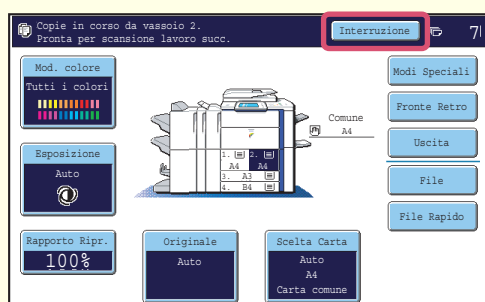 Copie in corso da vassoio 2.
Pronta per scansione lavoro succ.
Interruzione
7
Mod. colore
Tutti i colori
Modi Speciali
Fronte Retro
Comune
A4
Esposizione
Auto
Uscita
1.
2.
A4
A4
3. A3
4. B4
File
File Rapido
Rapporto Ripr.
100%
Originale
Auto
Scelta Carta
Auto
A4
Carta comune